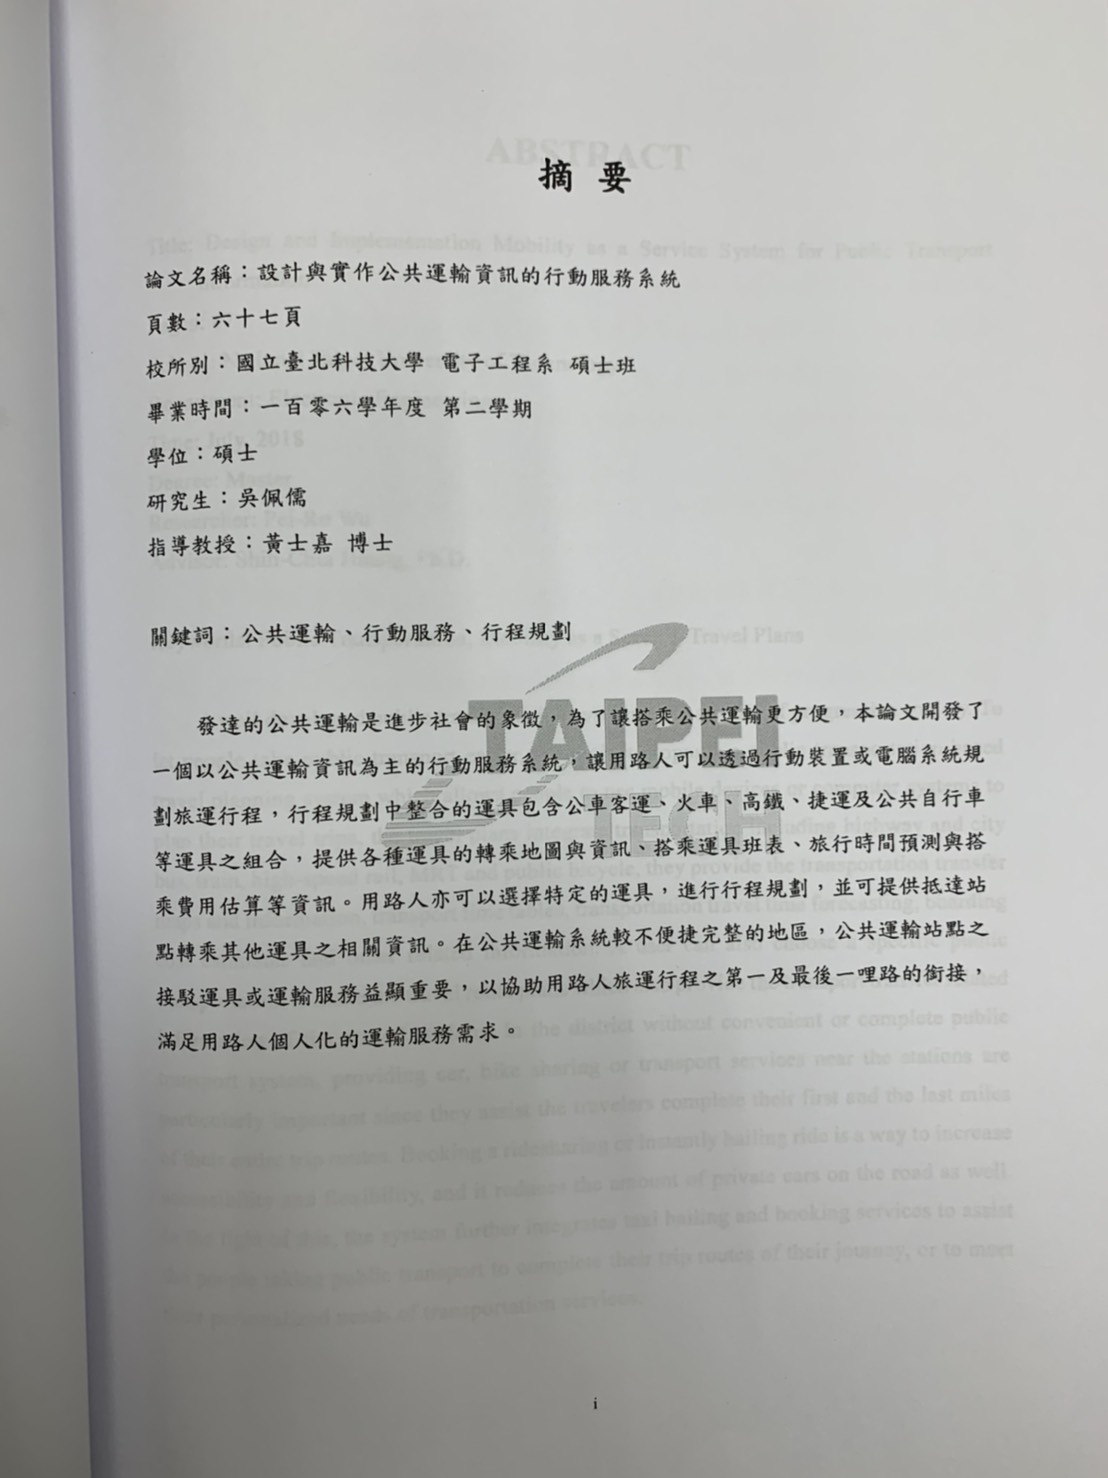 摘 要
論文名稱：設計與實作公共運輸資訊的行動服務系統
頁數：六十七頁
校所別：國立臺北科技大學 電子工程系 碩士班
畢業時間：一百零六學年度 第二學期
學位：碩士
研究生：吳佩儒
指導教授：黃士嘉 博士
關鍵詞：公共運輸、行動服務、行程規劃
TAIPEI
TECH
發達的公共運輸是進步社會的象徵，為了讓搭乘公共運輸更方便，本論文開發了
一個以公共運輸資訊為主的行動服務系統，讓用路人可以透過行動裝置或電腦系統規
劃旅運行程，行程規劃中整合的運具包含公車客運、火車、高鐵、捷運及公共自行車
等運具之組合，提供各種運具的轉乘地圖與資訊、搭乘運具班表、旅行時間預測與搭
乘費用估算等資訊。用路人亦可以選擇特定的運具，進行行程規劃，並可提供抵達站
點轉乘其他運具之相關資訊。在公共運輸系統較不便捷完整的地區，公共運輸站點之
接駁運具或運輸服務益顯重要，以協助用路人旅運行程之第一及最後一哩路的銜接，
滿足用路人個人化的運輸服務需求。
i